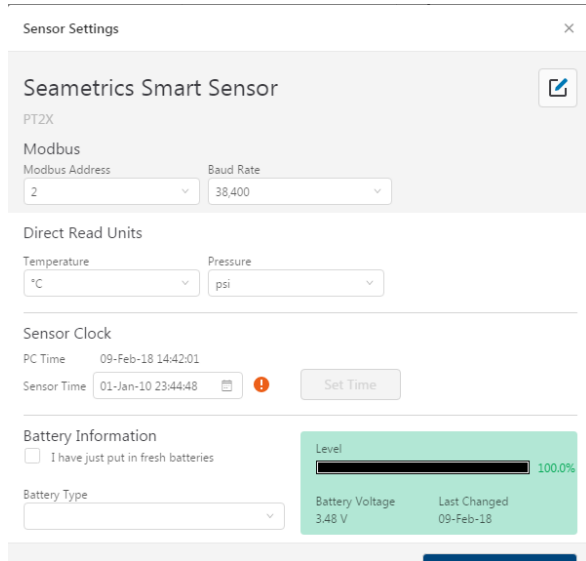 Sensor Settings
Seametrics Smart Sensor
PT2X
Modbus
Modbus Address Baud Rate
2 38,400
Direct Read Units
Temperature Pressure
°C psi
Sensor Clock
PC Time 09-Feb-18 14:42:01
Sensor Time 01-Jan-10 23:44:48 Set Time
Battery Information
I have just put in fresh batteries
Battery Type
Level
100.0%
Battery Voltage Last Changed
3.48 V 09-Feb-18